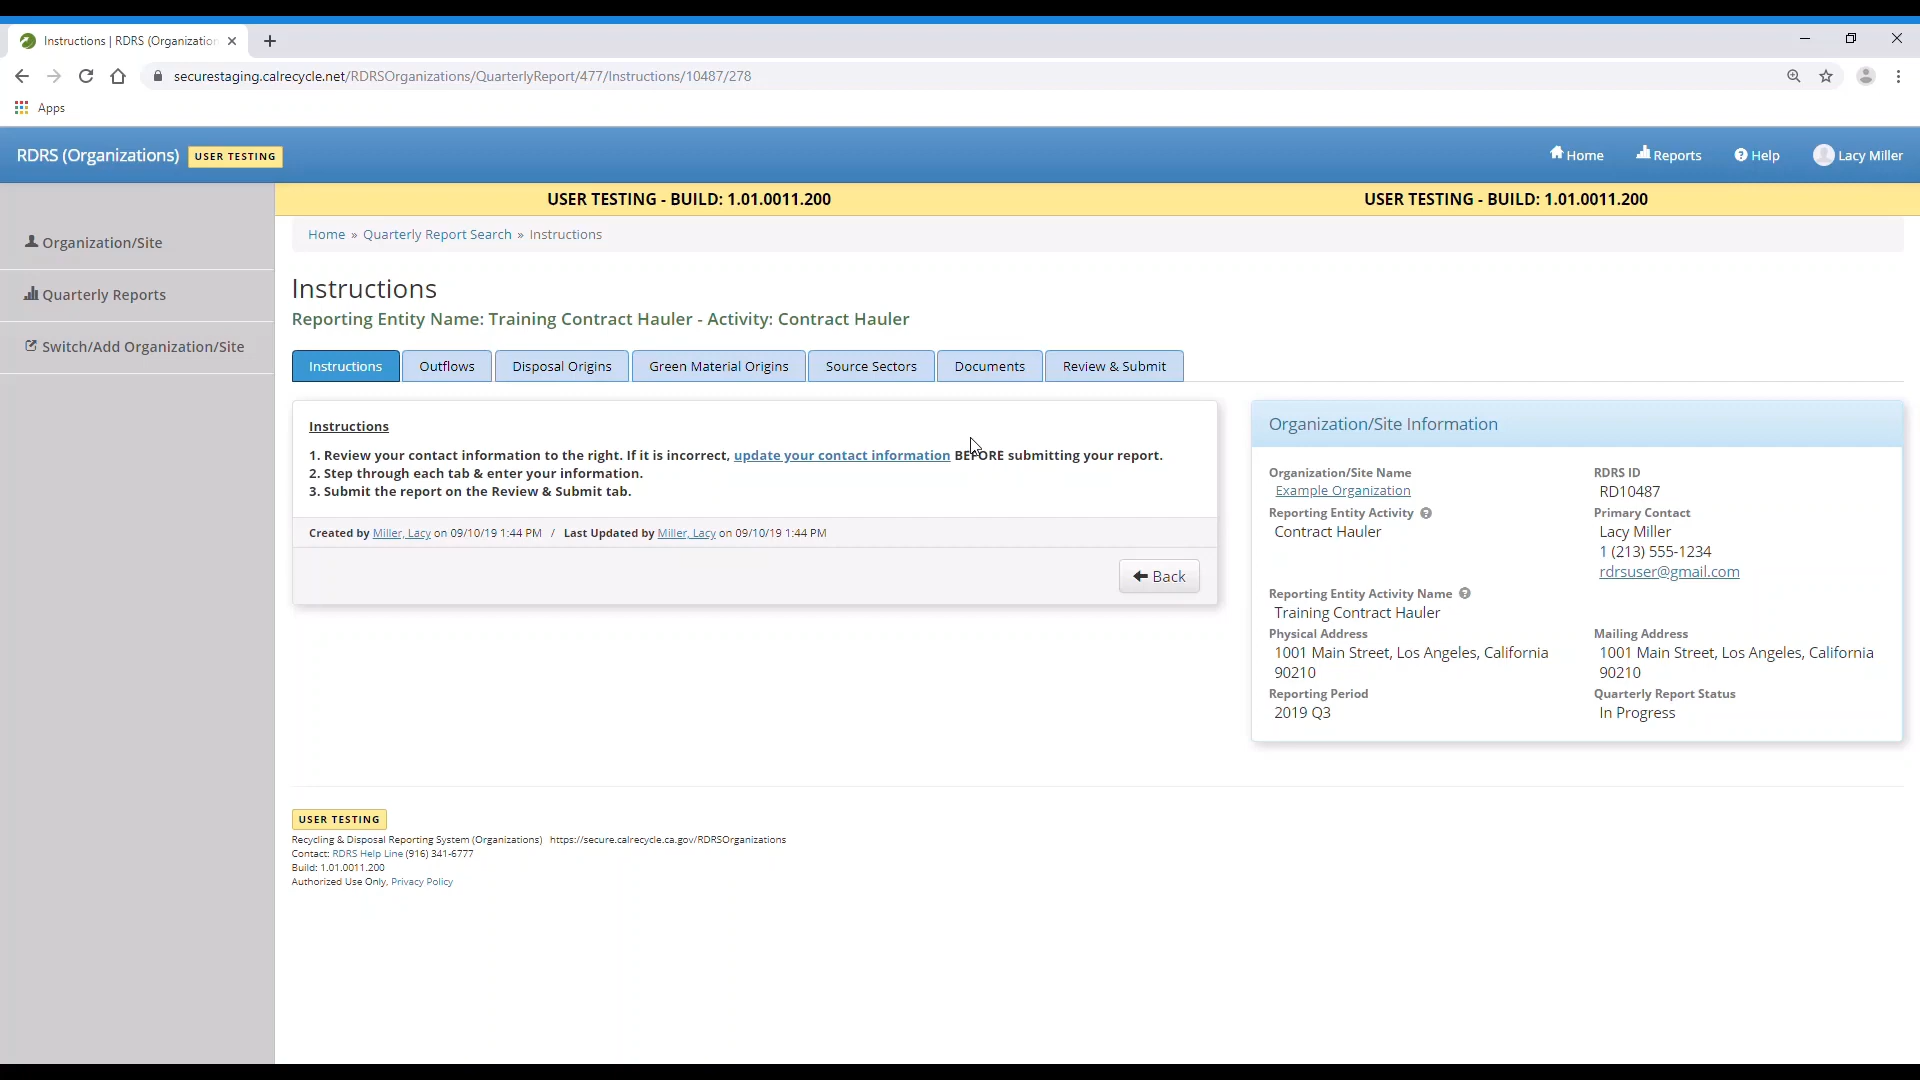 Instructions | RDRS (Organization
securestaging.calrecycle.net/RDRSOrganizations/QuarterlyReport/477/Instructions/10487/278
Apps
RDRS (Organizations) USER TESTING
Home Reports Help Lacy Miller
USER TESTING - BUILD: 1.01.0011.200 USER TESTING - BUILD: 1.01.0011.200
Organization/Site
Quarterly Reports
Switch/Add Organization/Site
Home » Quarterly Report Search » Instructions
Instructions
Reporting Entity Name: Training Contract Hauler - Activity: Contract Hauler
Instructions Outflows Disposal Origins Green Material Origins Source Sectors Documents Review & Submit
Instructions
1. Review your contact information to the right. If it is incorrect, update your contact information BEFORE submitting your report.
2. Step through each tab & enter your information.
3. Submit the report on the Review & Submit tab.
Created by Miller, Lacy on 09/10/19 1:44 PM / Last Updated by Miller, Lacy on 09/10/19 1:44 PM
Back
Organization/Site Information
Organization/Site Name
Example Organization
RDRS ID
RD10487
Reporting Entity Activity
Contract Hauler
Primary Contact
Lacy Miller
1 (213) 555-1234
rdrsuser@gmail.com
Reporting Entity Activity Name
Training Contract Hauler
Physical Address
1001 Main Street, Los Angeles, California
90210
Mailing Address
1001 Main Street, Los Angeles, California
90210
Reporting Period
2019 Q3
Quarterly Report Status
In Progress
USER TESTING
Recycling & Disposal Reporting System (Organizations) https://secure.calrecycle.ca.gov/RDRSOrganizations
Contact: RDRS Help Line (916) 341-6777
Build: 1.01.0011.200
Authorized Use Only, Privacy Policy